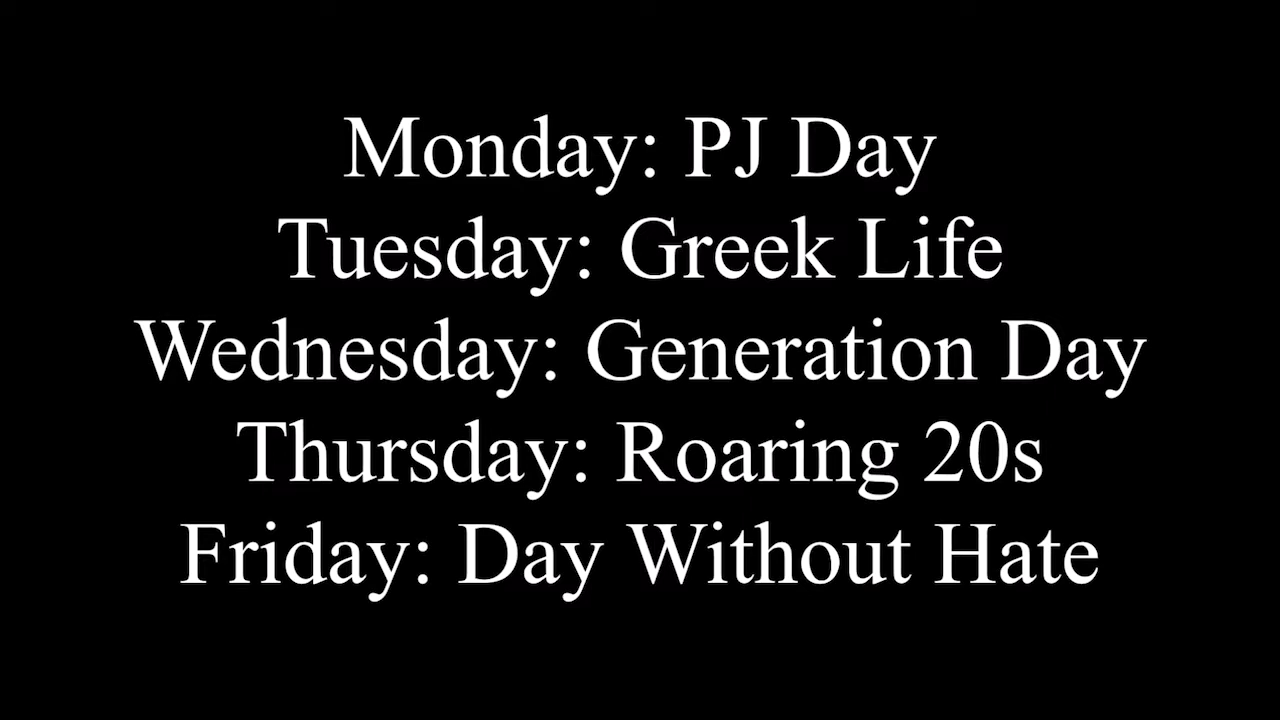 Monday: PJ Day
Tuesday: Greek Life
Wednesday: Generation Day
Thursday: Roaring 20s
Friday: Day Without Hate